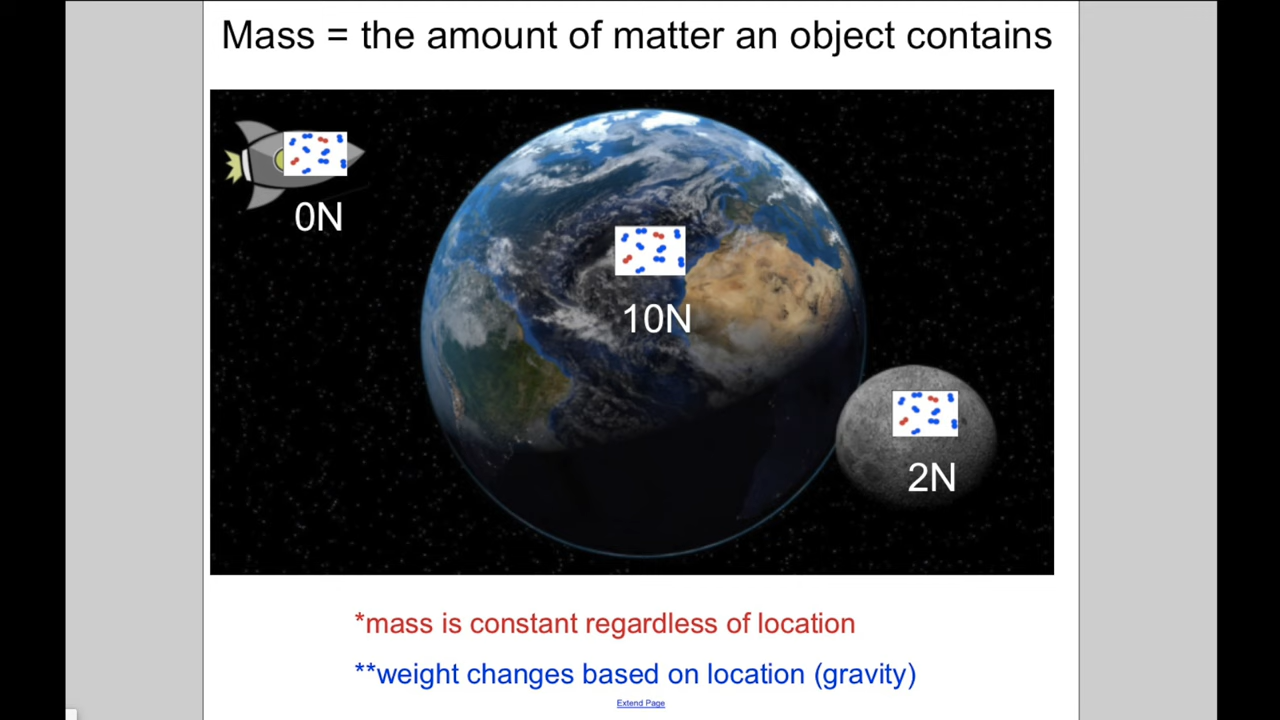 Mass = the amount of matter an object contains
0N
10N
2N
*mass is constant regardless of location
**weight changes based on location (gravity)
Extend Page